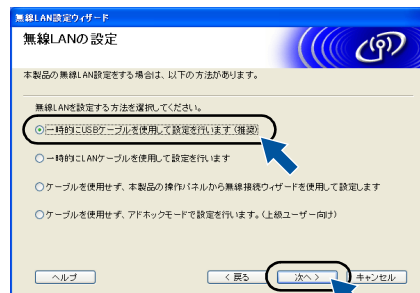 無線LAN設定ウィザード
無線LANの設定
本製品の無線LAN設定をする場合は、以下の方法があります。
無線LANを設定する方法を選択してください。
一時的にUSBケーブルを使用して設定を行います（推奨）
一時的にLANケーブルを使用して設定を行います
ケーブルを使用せず、本製品の操作パネルから無線接続ウィザードを使用して設定します
ケーブルを使用せず、アドホックモードで設定を行います。（上級ユーザー向け）
ヘルプ
< 戻る
次へ >
キャンセル